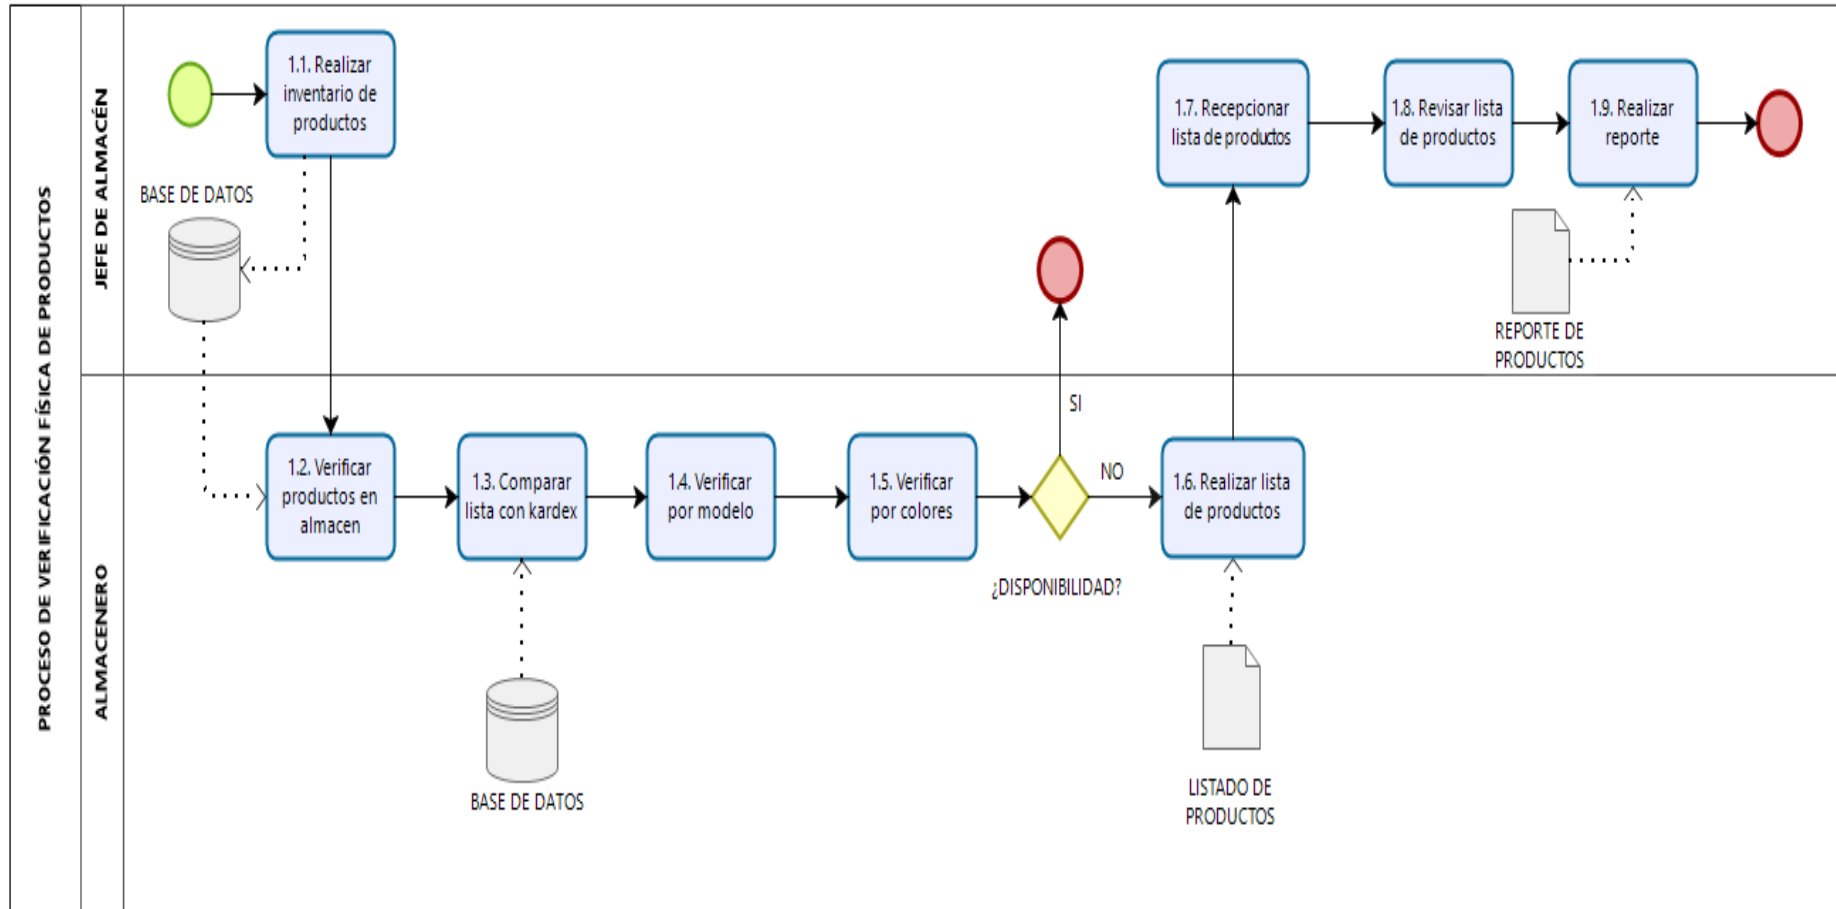 PROCESO DE VERIFICACIÓN FÍSICA DE PRODUCTOS
JEFE DE ALMACÉN
1.1. Realizar
inventario de
productos
BASE DE DATOS
1.7. Recepcionar
lista de productos
1.8. Revisar lista
de productos
1.9. Realizar
reporte
REPORTE DE
PRODUCTOS
ALMACENERO
1.2. Verificar
productos en
almacen
1.3. Comparar
lista con kardex
1.4. Verificar
por modelo
1.5. Verificar
por colores
SI
NO
¿DISPONIBILIDAD?
1.6. Realizar lista
de productos
BASE DE DATOS
LISTADO DE
PRODUCTOS